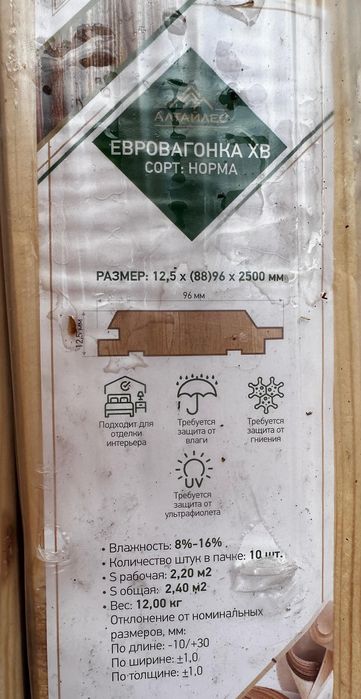 АЛТАЙЛЕС
ЕВРОВАГОНКА ХВ
СОРТ: НОРМА
РАЗМЕР: 12,5 х (88)96 х 2500 мм
96 мм
12,5 мм
Подходит для
отделки
интерьера
Требуется
защита от
влаги
Требуется
защита от
гниения
UV
Требуется
защита от
ультрафиолета
• Влажность: 8%-16%
• Количество штук в пачке: 10 шт.
• S рабочая: 2,20 м2
• S общая: 2,40 м2
• Вес: 12,00 кг
Отклонение от номинальных
размеров, мм:
По длине: -10/+30
По ширине: ±1,0
По толщине: ±1,0